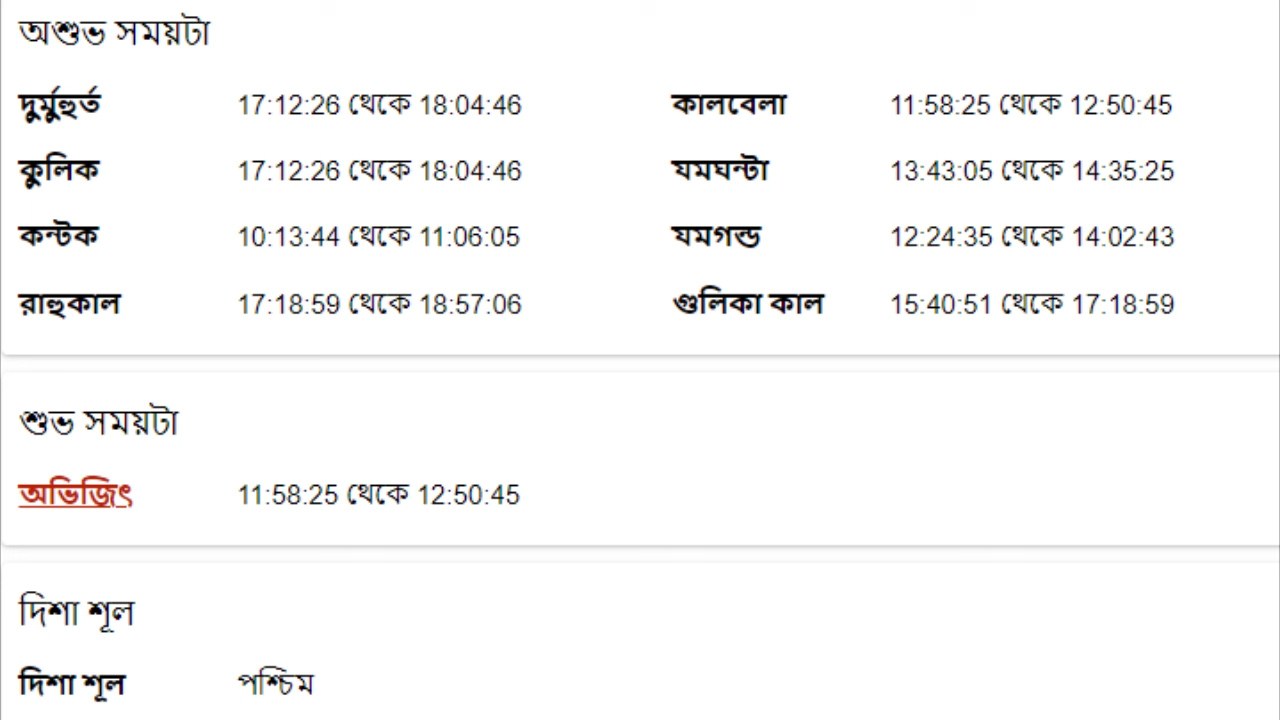 অশুভ সময়টা
দুর্মুহুর্ত 17:12:26 থেকে 18:04:46 কালবেলা 11:58:25 থেকে 12:50:45
কুলিক 17:12:26 থেকে 18:04:46 যমঘন্টা 13:43:05 থেকে 14:35:25
কন্টক 10:13:44 থেকে 11:06:05 যমগন্ড 12:24:35 থেকে 14:02:43
রাহুকাল 17:18:59 থেকে 18:57:06 গুলিকা কাল 15:40:51 থেকে 17:18:59
শুভ সময়টা
অভিজিৎ 11:58:25 থেকে 12:50:45
দিশা শূল
দিশা শূল পশ্চিম